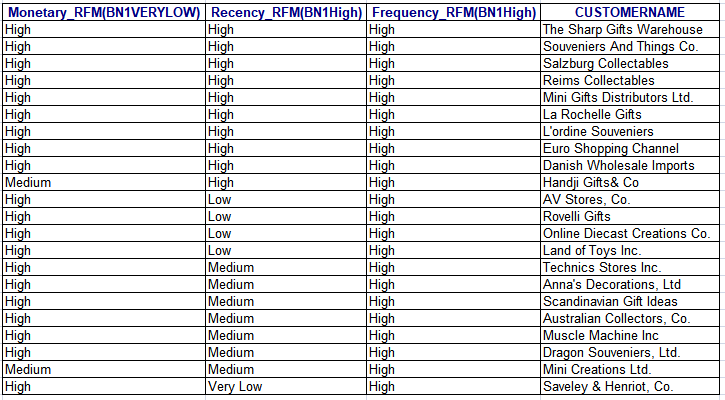 Monetary_RFM(BN1VERYLOW) Recency_RFM(BN1High) Frequency_RFM(BN1High) CUSTOMERNAME
High High High The Sharp Gifts Warehouse
High High High Souveniers And Things Co.
High High High Salzburg Collectables
High High High Reims Collectables
High High High Mini Gifts Distributors Ltd.
High High High La Rochelle Gifts
High High High L'ordine Souveniers
High High High Euro Shopping Channel
High High High Danish Wholesale Imports
Medium High High Handji Gifts& Co
High Low High AV Stores, Co.
High Low High Rovelli Gifts
High Low High Online Diecast Creations Co.
High Low High Land of Toys Inc.
High Medium High Technics Stores Inc.
High Medium High Anna's Decorations, Ltd
High Medium High Scandinavian Gift Ideas
High Medium High Australian Collectors, Co.
High Medium High Muscle Machine Inc
High Medium High Dragon Souveniers, Ltd.
Medium Medium High Mini Creations Ltd.
High Very Low High Saveley & Henriot, Co.